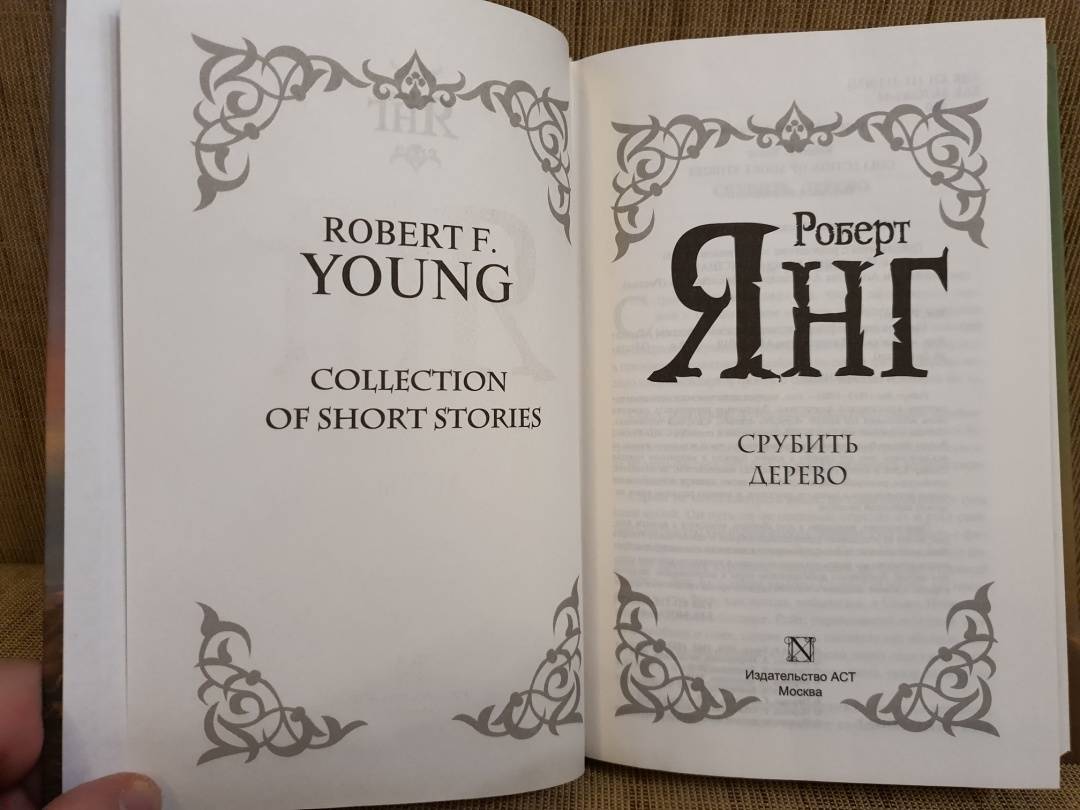 ROBERT F.
YOUNG
COLLECTION
OF SHORT STORIES
Роберт
ЯНГ
СРУБИТЬ
ДЕРЕВО
N
Издательство АСТ
Москва